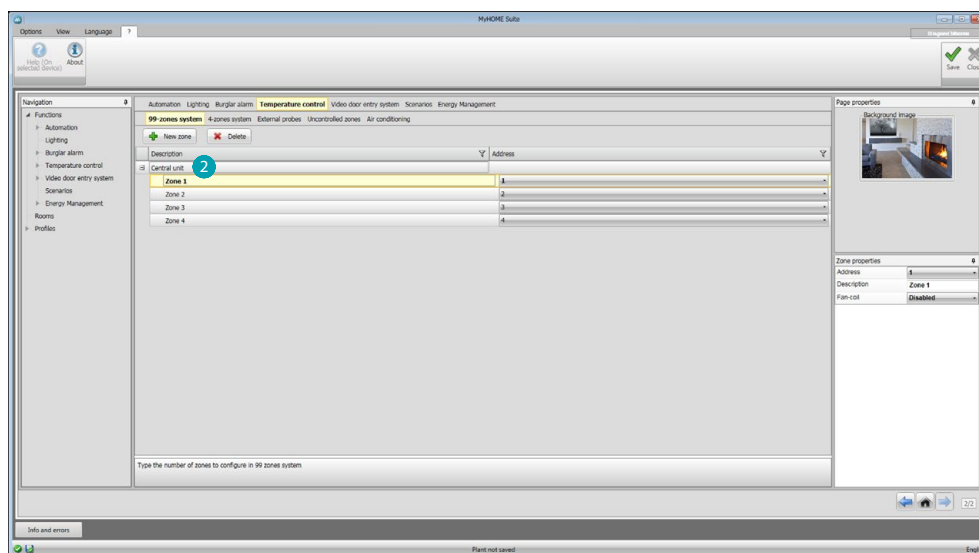 MyHOME Suite
Options View Language ?
Help (On
selected device)
About
Save
Navigation
Functions
Automation
Lighting
Burglar alarm
Temperature control
Video door entry system
Scenarios
Energy Management
Rooms
Profiles
Automation Lighting Burglar alarm Temperature control Video door entry system Scenarios Energy Management
99-zones system 4-zones system External probes Uncontrolled zones Air conditioning
New zone Delete
Description Address
Central unit 2
Zone 1 1
Zone 2 2
Zone 3 3
Zone 4 4
Type the number of zones to configure in 99 zones system
Page properties
Background image
Zone properties
Address 1
Description Zone 1
Fan-coil Disabled
2/2
Info and errors
Plant not saved